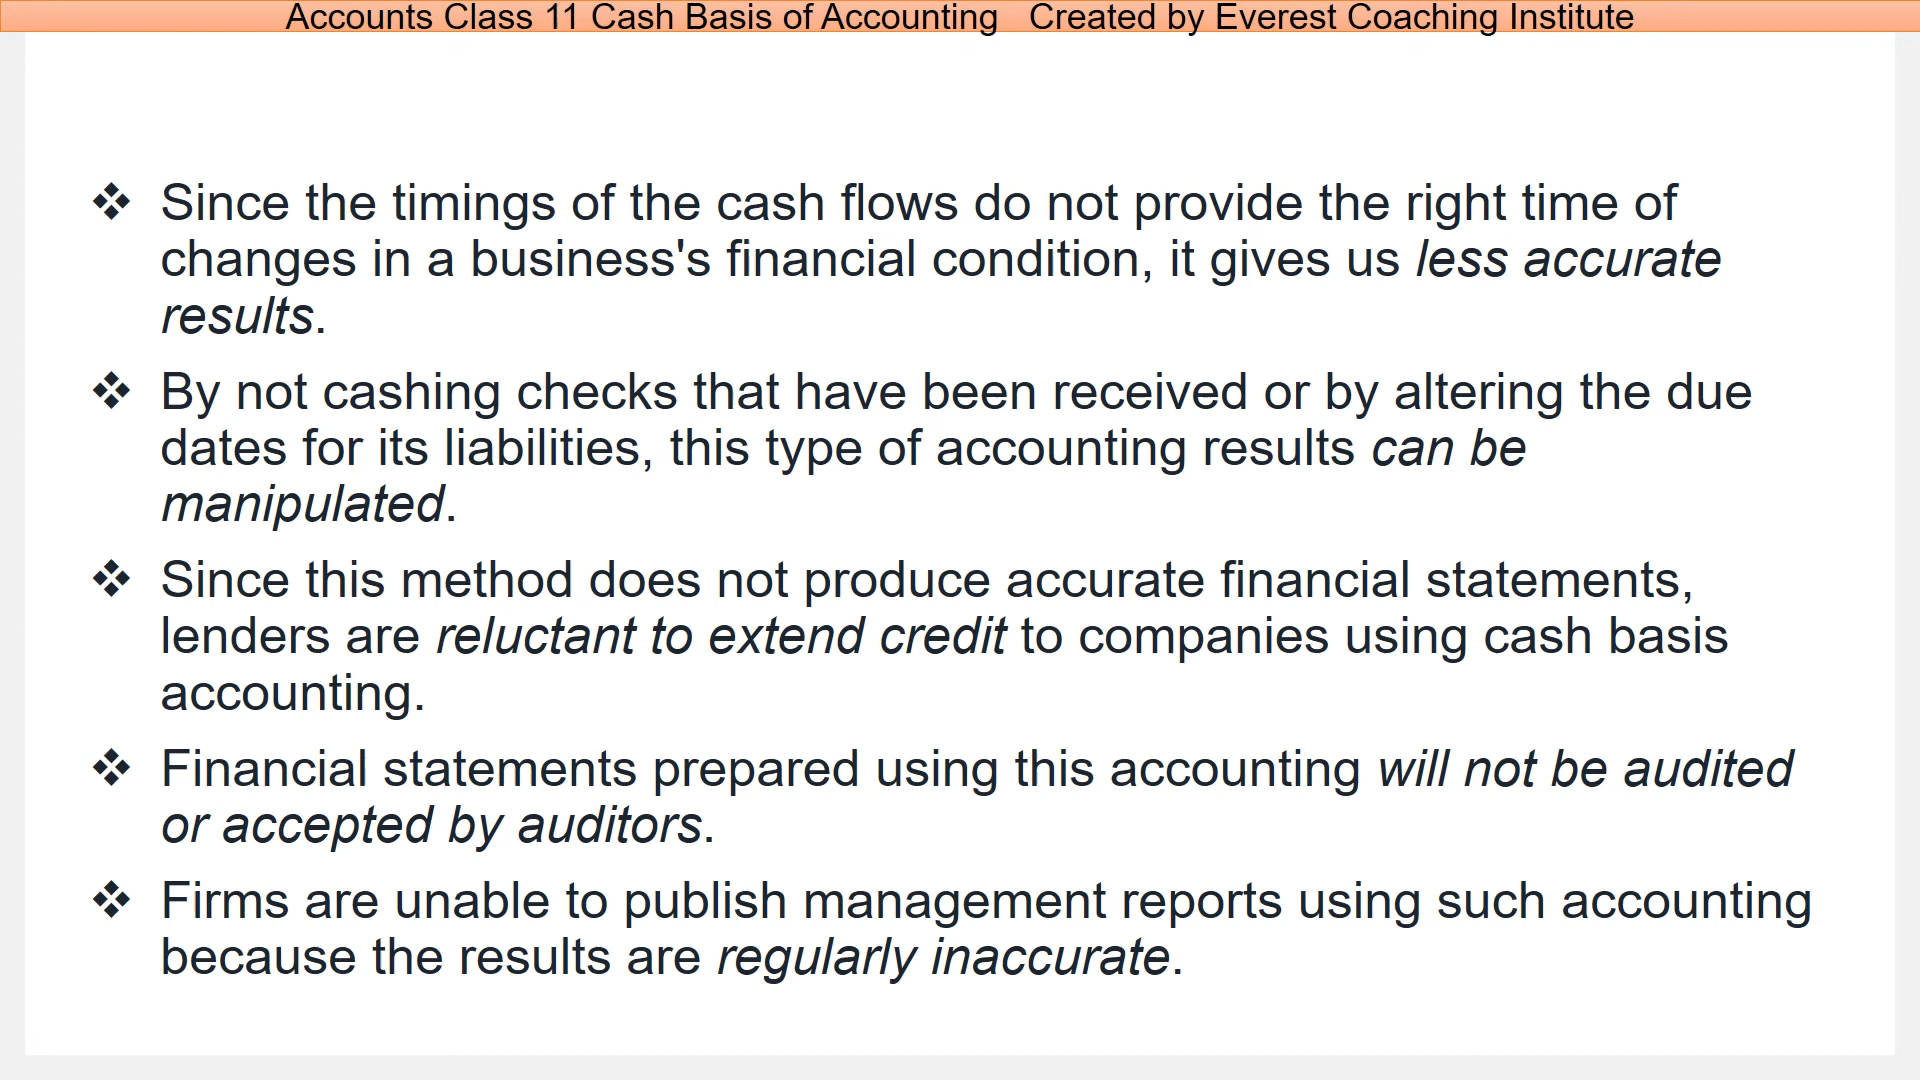 Accounts Class 11 Cash Basis of Accounting   Created by Everest Coaching Institute
❖ Since the timings of the cash flows do not provide the right time of
changes in a business's financial condition, it gives us less accurate
results.
❖ By not cashing checks that have been received or by altering the due
dates for its liabilities, this type of accounting results can be
manipulated.
❖ Since this method does not produce accurate financial statements,
lenders are reluctant to extend credit to companies using cash basis
accounting.
❖ Financial statements prepared using this accounting will not be audited
or accepted by auditors.
❖ Firms are unable to publish management reports using such accounting
because the results are regularly inaccurate.